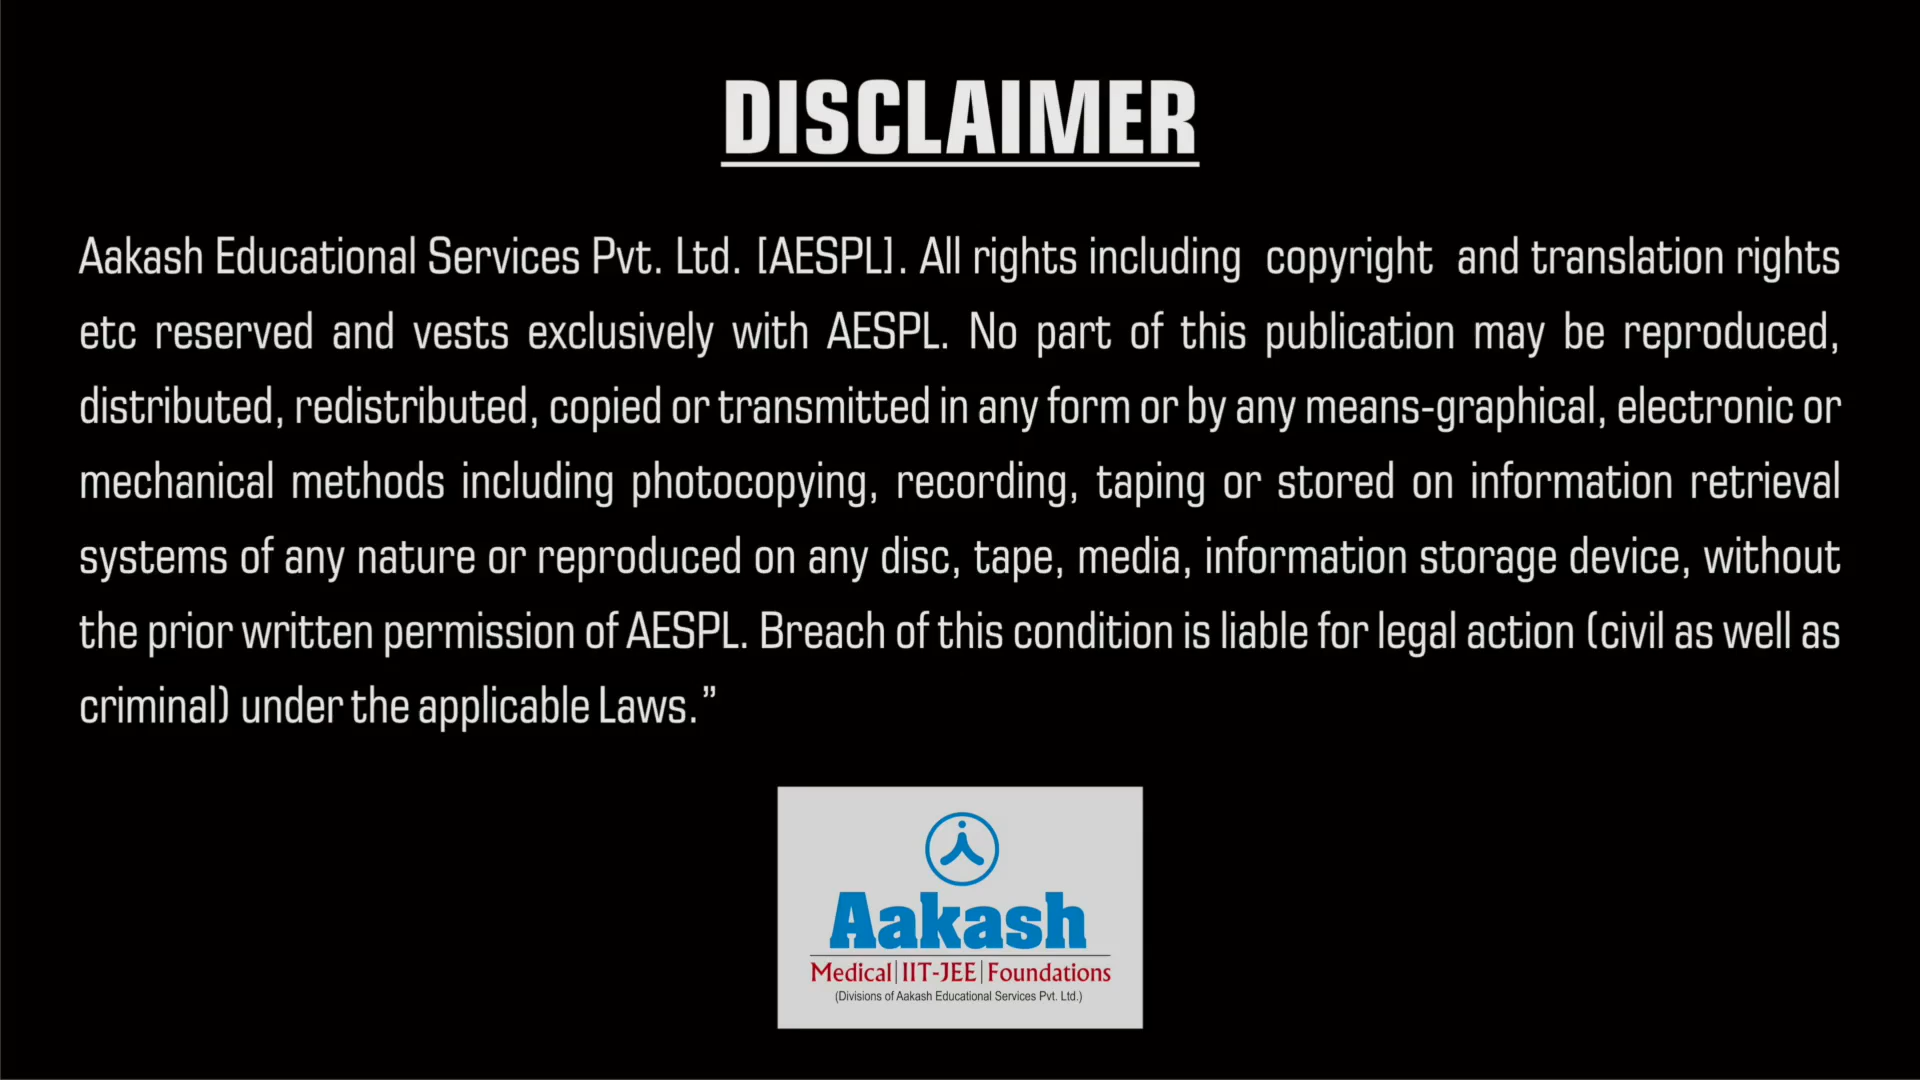 DISCLAIMER
Aakash Educational Services Pvt. Ltd. [AESPL]. All rights including copyright and translation rights
etc reserved and vests exclusively with AESPL. No part of this publication may be reproduced,
distributed, redistributed, copied or transmitted in any form or by any means-graphical, electronic or
mechanical methods including photocopying, recording, taping or stored on information retrieval
systems of any nature or reproduced on any disc, tape, media, information storage device, without
the prior written permission of AESPL. Breach of this condition is liable for legal action (civil as well as
criminal) under the applicable Laws.”
Aakash
Medical|IIT-JEE|Foundations
(Divisions of Aakash Educational Services Pvt. Ltd.)